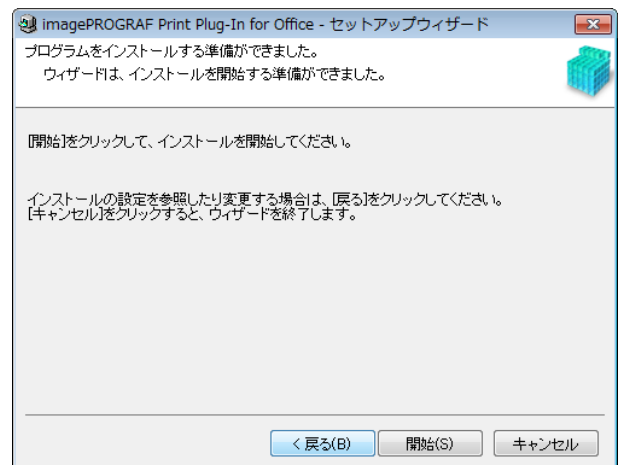 imagePROGRAF Print Plug-In for Office - セットアップウィザード
プログラムをインストールする準備ができました。
ウィザードは、インストールを開始する準備ができました。
[開始]をクリックして、インストールを開始してください。
インストールの設定を参照したり変更する場合は、[戻る]をクリックしてください。
[キャンセル]をクリックすると、ウィザードを終了します。
< 戻る(B) 開始(S) キャンセル